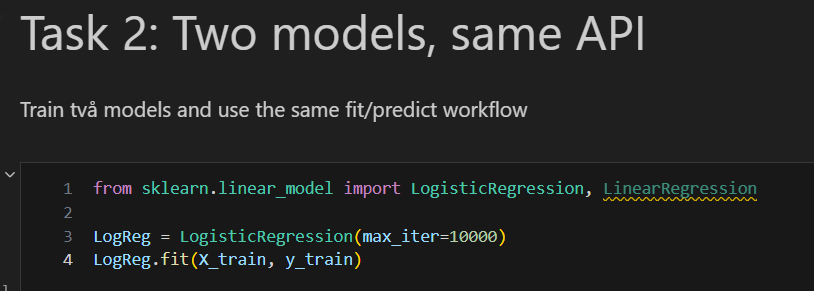 Task 2: Two models, same API
Train två models and use the same fit/predict workflow
1 from sklearn.linear_model import LogisticRegression, LinearRegression
2
3 LogReg = LogisticRegression(max_iter=10000)
4 LogReg.fit(X_train, y_train)